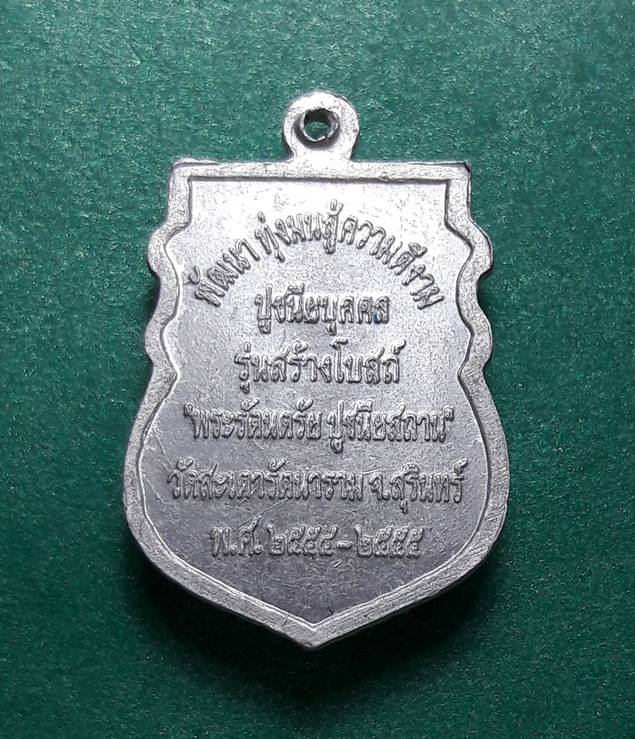 พัฒนา ทุ่งมนสู้ความดีงาม
ปูชนียบุคคล
รุ่นสร้างโบสถ์
"พระรัตนตรัย ปูชนียสถาน"
วัดสะเดารัตนาราม จ.สุรินทร์
พ.ศ. ๒๕๕๔-๒๕๕๕